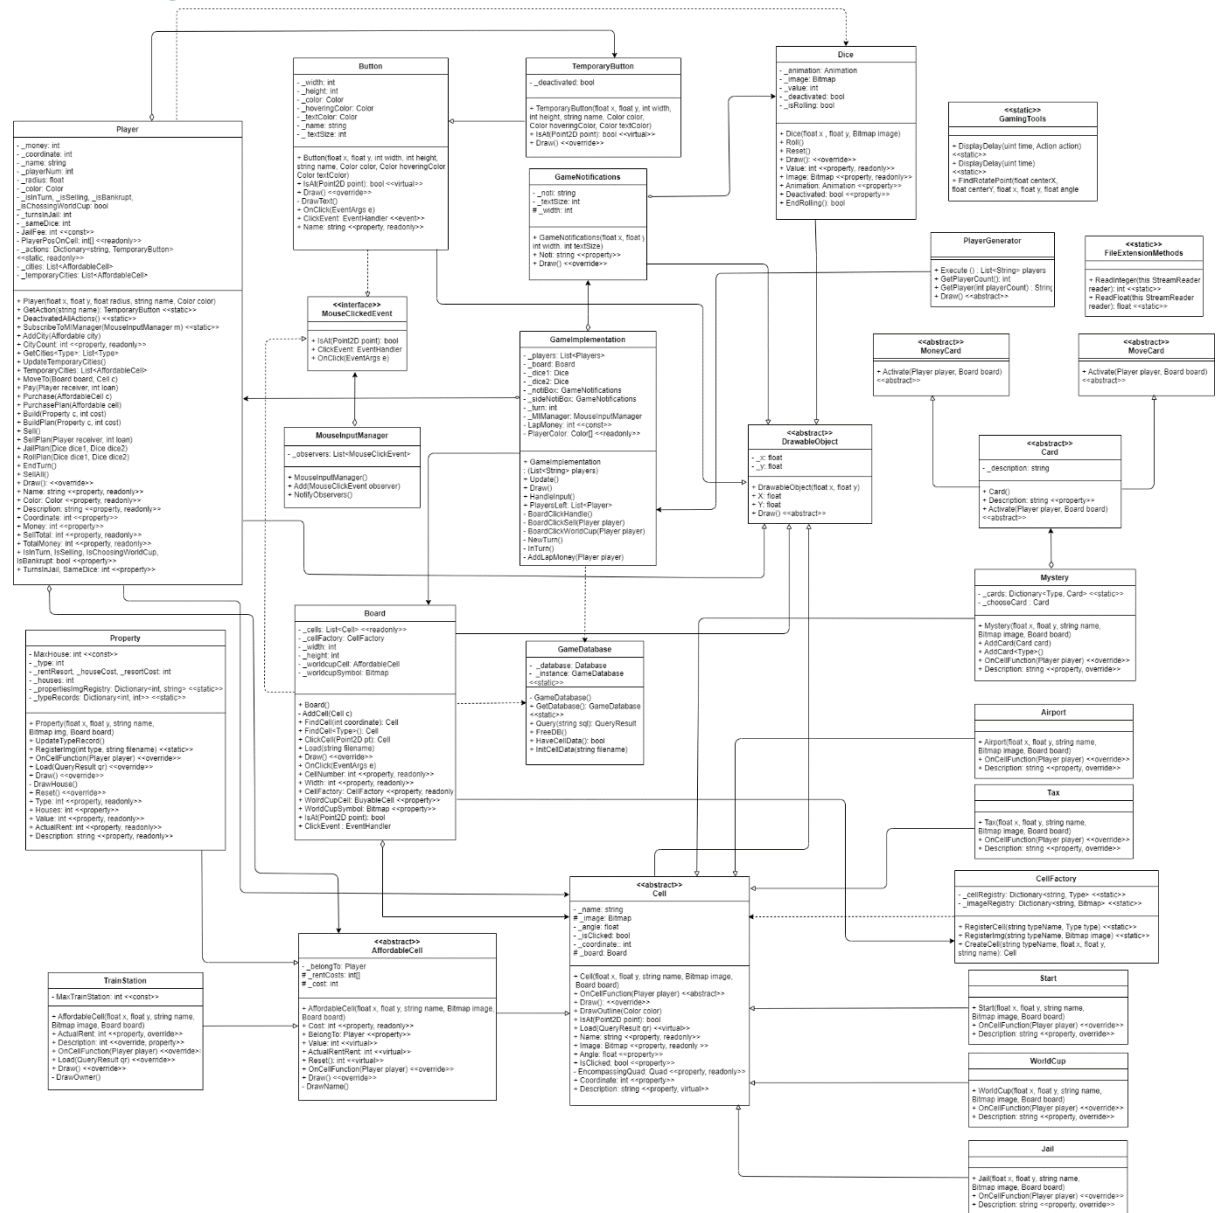 Button
- _width: int
- _height: int
- _color: Color
- _hoveringColor: Color
- _textColor: Color
- _name: string
- _ textSize: int
+ Button(float x, float y, int width, int height,
string name, Color color, Color hoveringColor
Color textColor)
+ IsAt(Point2D point): bool <<virtual>>
+ Draw() <<override>>
- DrawText()
+ OnClick(EventArgs e)
+ ClickEvent: EventHandler <<event>>
+ Name: string <<property, readonly>>
TemporaryButton
- _deactivated: bool
+ TemporaryButton(float x, float y, int width,
int height, string name, Color color,
Color hoveringColor, Color textColor)
+ IsAt(Point2D point): bool <<virtual>>
+ Draw() <<override>>
Dice
- _animation: Animation
- _image: Bitmap
- _value: int
- _deactivated: bool
- _isRolling: bool
+ Dice(float x , float y, Bitmap image)
+ Roll()
+ Reset()
+ Draw(): <<override>>
+ Value: int <<property, readonly>>
+ Image: Bitmap <<property, readonly>>
+ Animation: Animation <<property>>
+ Deactivated: bool <<property>>
+ EndRolling(): bool
<<static>>
GamingTools
+ DisplayDelay(uint time, Action action)
<<static>>
+ DisplayDelay(uint time)
<<static>>
+ FindRotatePoint(float centerX,
float centerY, float x, float y, float angle
Player
- _money: int
- _coordinate: int
- _name: string
- _playerNum: int
- _radius: float
- _color: Color
- _isInTurn, _isSelling, _isBankrupt,
_isChossingWorldCup: bool
- _turnsInJail: int
- _sameDice: int
- JailFee: int <<const>>
- PlayerPosOnCell: int[] <<readonly>>
- _actions: Dictionary<string, TemporaryButton>
<<static, readonly>
- _cities: List<AffordableCell>
- _temporaryCities: List<AffordableCell>
+ Player(float x, float y, float radius, string name, Color color)
+ GetAction(string name): TemporaryButton <<static>>
+ DeactivatedAllActions() <<static>>
+ SubscribeToMIManager(MouseInputManager m) <<static>>
+ AddCity(Affordable city)
+ CityCount: int <<property, readonly>>
+ GetCities<Type>: List<Type>
+ UpdateTemporaryCities()
+ TemporaryCities: List<AffordableCell>
+ MoveTo(Board board, Cell c)
+ Pay(Player receiver, int loan)
+ Purchase(AffordableCell c)
+ PurchasePlan(Affordable cell)
+ Build(Property c, int cost)
+ BuildPlan(Property c, int cost)
+ Sell()
+ SellPlan(Player receiver, int loan)
+ JailPlan(Dice dice1, Dice dice2)
+ RollPlan(Dice dice1, Dice dice2)
+ EndTurn()
+ SellAll()
+ Draw(): <<override>>
+ Name: string <<property, readonly>>
+ Color: Color <<property, readonly>>
+ Description: string <<property, readonly>>
+ Coordinate: int <<property>>
+ Money: int <<property>>
+ SellTotal: int <<property, readonly>>
+ TotalMoney: int <<property, readonly>>
+ IsInTurn, IsSelling, IsChoosingWorldCup,
IsBankrupt: bool <<property>>
+ TurnsInJail, SameDice: int <<property>>
GameNotifications
- _noti: string
- _textSize: int
# _width: int
+ GameNotifications(float x, float y
int width. int textSize)
+ Noti: string <<property>>
+ Draw() <<override>>
PlayerGenerator
+ Execute () : List<String> players
+ GetPlayerCount(): int
+ GetPlayer(int playerCount) : String
+ Draw() <<abstract>>
<<static>>
FileExtensionMethods
+ ReadInteger(this StreamReader
reader): int <<static>>
+ ReadFloat(this StreamReader
reader): float <<static>>
<<interface>>
MouseClickedEvent
+ IsAt(Point2D point): bool
+ ClickEvent: EventHandler
+ OnClick(EventArgs e)
GameImplementation
- _players: List<Players>
- _board: Board
- _dice1: Dice
- _dice2: Dice
- _notiBox: GameNotifications
- _sideNotiBox: GameNotifications
- _turn: int
- _MIManager: MouseInputManager
- LapMoney: int <<const>>
- PlayerColor: Color[] <<readonly>>
+ GameImplementation
: (List<String> players)
+ Update()
+ Draw()
+ HandleInput()
+ PlayersLeft: List<Player>
- BoardClickHandle()
- BoardClickSell(Player player)
- BoardClickWorldCup(Player player)
- NewTurn()
- InTurn()
- AddLapMoney(Player player)
<<abstract>>
MoneyCard
+ Activate(Player player, Board board)
<<abstract>>
<<abstract>>
MoveCard
+ Activate(Player player, Board board)
<<abstract>>
MouseInputManager
- _observers: List<MouseClickEvent>
+ MouseInputManager()
+ Add(MouseClickEvent observer)
+ NotifyObservers()
<<abstract>>
DrawableObject
- _x: float
- _y: float
+ DrawableObject(float x, float y)
+ X: float
+ Y: float
+ Draw() <<abstract>>
<<abstract>>
Card
- _description: string
+ Card()
+ Description: string <<property>>
+ Activate(Player player, Board board)
<<abstract>>
Mystery
- _cards: Dictionary<Type, Card> <<static>>
- _chooseCard : Card
+ Mystery(float x, float y, string name,
Bitmap image, Board board)
+ AddCard(Card card)
+ AddCard<Type>()
+ OnCellFunction(Player player) <<override>>
+ Description: string <<property, override>>
Board
- _cells: List<Cell> <<readonly>>
- _cellFactory: CellFactory
- _width: int
- _height: int
- _worldcupCell: AffordableCell
- _worldcupSymbol: Bitmap
+ Board()
- AddCell(Cell c)
+ FindCell(int coordinate): Cell
+ FindCell<Type>(): Cell
+ ClickCell(Point2D pt): Cell
+ Load(string filename)
+ Draw() <<override>>
+ OnClick(EventArgs e)
+ CellNumber: int <<property, readonly>>
+ Width: int <<property, readonly>>
+ CellFactory: CellFactory <<property, readonly>
+ WolrdCupCell: BuyableCell <<property>>
+ WorldCupSymbol: Bitmap <<property>>
+ IsAt(Point2D point): bool
+ ClickEvent : EventHandler
Property
- MaxHouse: int <<const>>
- _type: int
- _rentResort, _houseCost, _resortCost: int
- _houses: int
- _propertiesImgRegistry: Dictionary<int, string> <<static>>
- _typeRecords: Dictionary<int, int>> <<static>>
+ Property(float x, float y, string name,
Bitmap img, Board board)
+ UpdateTypeRecord()
+ RegisterImg(int type, string filename) <<static>>
+ OnCellFunction(Player player) <<override>>
+ Load(QueryResult qr) <<override>>
+ Draw() <<override>>
- DrawHouse()
+ Reset() <<override>>
+ Type: int <<property, readonly>>
+ Houses: int <<property>>
+ Value: int <<property, readonly>>
+ ActualRent: int <<property, readonly>>
+ Description: string <<property, readonly>>
GameDatabase
- _database: Database
- _instance: GameDatabase
<<static>>
- GameDatabase()
+ GetDatabase(): GameDatabase
<<static>>
+ Query(string sql): QueryResult
+ FreeDB()
+ HaveCellData(): bool
+ InitCellData(string filename)
Airport
+ Airport(float x, float y, string name,
Bitmap image, Board board)
+ OnCellFunction(Player player) <<override>>
+ Description: string <<property, override>>
Tax
+ Tax(float x, float y, string name,
Bitmap image, Board board)
+ OnCellFunction(Player player) <<override>>
+ Description: string <<property, override>>
<<abstract>>
Cell
- _name: string
# _image: Bitmap
- _angle: float
- _isClicked: bool
- _coordinate:: int
# _board: Board
+ Cell(float x, float y, string name, Bitmap image,
Board board)
+ OnCellFunction(Player player) <<abstract>>
+ Draw(): <<override>>
+ DrawOutline(Color color)
+ IsAt(Point2D point): bool
+ Load(QueryResult qr) <<virtual>>
+ Name: string <<property, readonly>>
+ Image: Bitmap <<property, readonly >>
+ Angle: float <<property>>
+ IsClicked: bool <<property>>
- EncompassingQuad: Quad <<property, readonly>>
+ Coordinate: int <<property>>
+ Description: string <<property, virtual>>
CellFactory
- _cellRegistry: Dictionary<string, Type> <<static>>
- _imageRegistry: Dictionary<string, Bitmap> <<static>>
+ RegisterCell(string typeName, Type type) <<static>>
+ RegisterImg(string typeName, Bitmap image) <<static>>
+ CreateCell(string typeName, float x, float y,
string name): Cell
<<abstract>>
AffordableCell
- _belongTo: Player
# _rentCosts: int[]
# _cost: int
+ AffordableCell(float x, float y, string name, Bitmap image,
Board board)
+ Cost: int <<property, readonly>>
+ BelongTo: Player <<property>>
+ Value: int <<virtual>>
+ ActualRentRent: int <<virtual>>
+ Reset(): int <<virtual>>
+ OnCellFunction(Player player) <<override>>
+ Draw() <<override>>
- DrawName()
TrainStation
- MaxTrainStation: int <<const>>
+ AffordableCell(float x, float y, string name,
Bitmap image, Board board)
+ ActualRent: int <<property, override>>
+ Description: int <<override, property>>
+ OnCellFunction(Player player) <<override>>
+ Load(QueryResult qr) <<override>>
+ Draw() <<override>>
- DrawOwner()
Start
+ Start(float x, float y, string name,
Bitmap image, Board board)
+ OnCellFunction(Player player) <<override>>
+ Description: string <<property, override>>
WorldCup
+ WorldCup(float x, float y, string name,
Bitmap image, Board board)
+ OnCellFunction(Player player) <<override>>
+ Description: string <<property, override>>
Jail
+ Jail(float x, float y, string name,
Bitmap image, Board board)
+ OnCellFunction(Player player) <<override>>
+ Description: string <<property, override>>